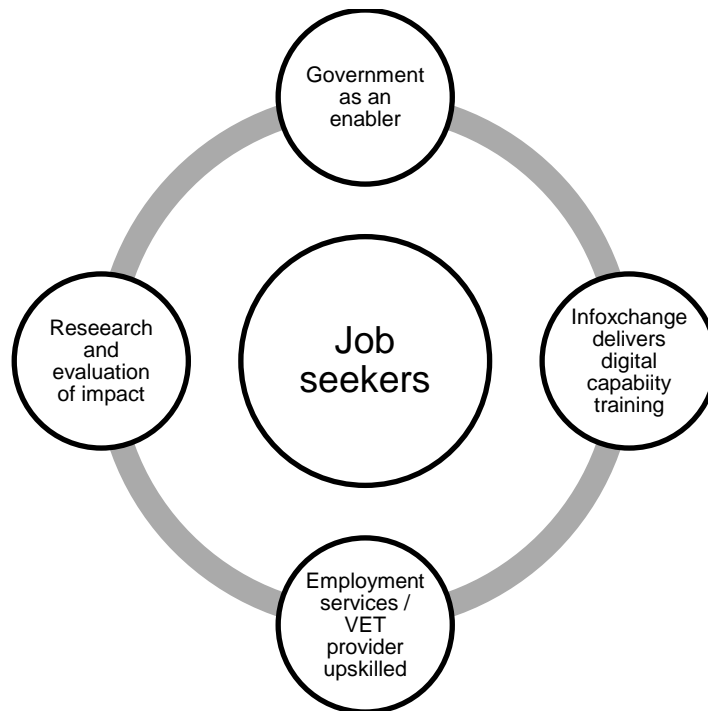 Government
as an
enabler
Reseearch
and
evaluation
of impact
Job
seekers
Infoxchange
delivers
digital
capabiity
training
Employment
services /
VET
provider
upskilled